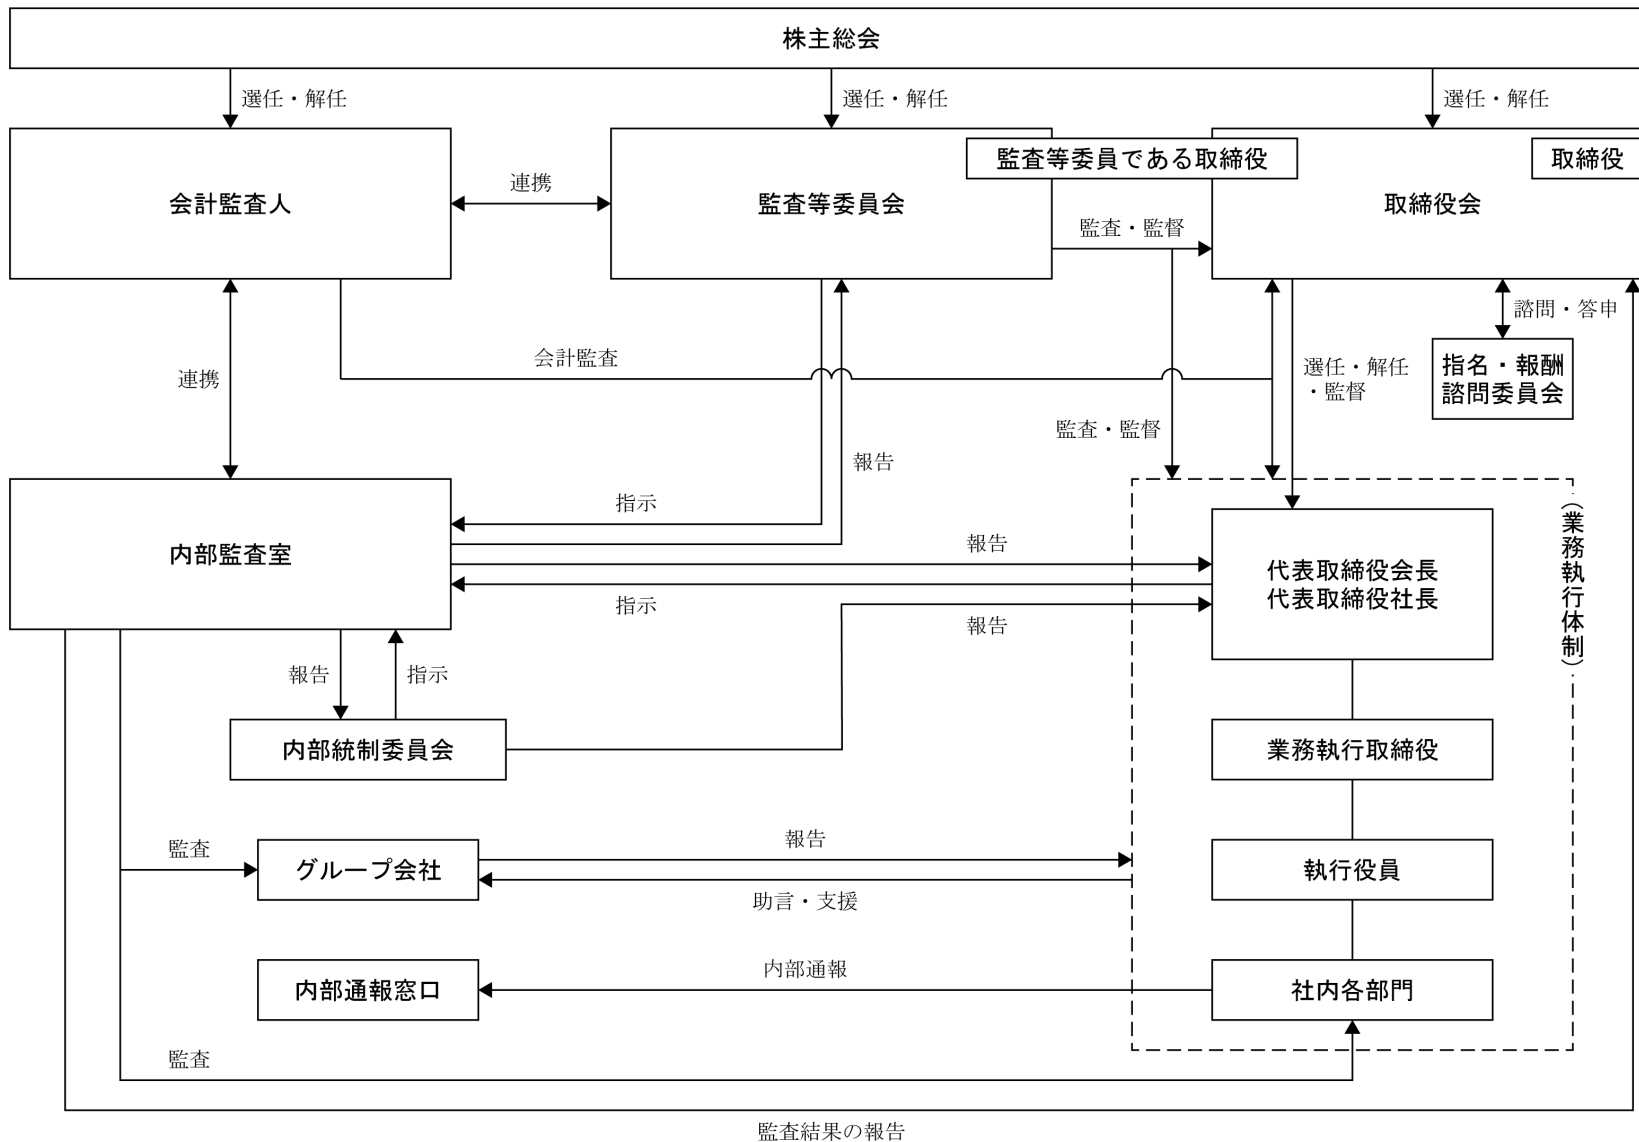 株主総会
選任・解任
選任・解任
選任・解任
監査等委員である取締役
取締役
会計監査人
連携
監査等委員会
取締役会
監査・監督
諮問・答申
会計監査
連携
選任・解任
・監督
指名・報酬
諮問委員会
監査・監督
報告
指示
(業務執行体制)
内部監査室
報告
代表取締役会長
代表取締役社長
指示
報告
報告
指示
内部統制委員会
業務執行取締役
監査
グループ会社
報告
助言・支援
執行役員
内部通報窓口
内部通報
社内各部門
監査
監査結果の報告